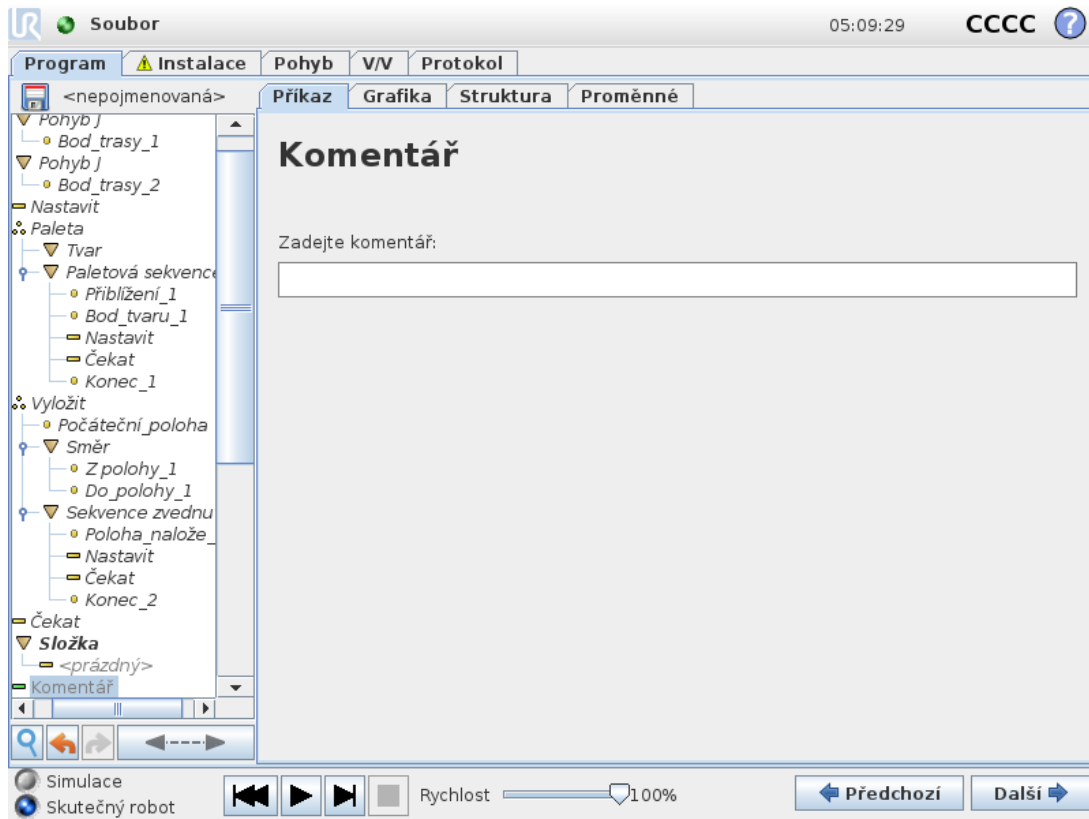 UR
Soubor
05:09:29
CCCC
?
Program
Instalace
Pohyb
V/V
Protokol
<nepojmenovaná>
Příkaz
Grafika
Struktura
Proměnné
Pohyb J
Bod_trasy_1
Pohyb J
Bod_trasy_2
Nastavit
Paleta
Tvar
Paletová sekvence
Přiblížení_1
Bod_tvaru_1
Nastavit
Čekat
Konec_1
Vyložit
Počáteční_poloha
Směr
Z polohy_1
Do_polohy_1
Sekvence zvednu
Poloha_nalože_
Nastavit
Čekat
Konec_2
Čekat
Složka
<prázdný>
Komentář
Komentář
Zadejte komentář:
Simulace
Skutečný robot
Rychlost
100%
Předchozí
Další